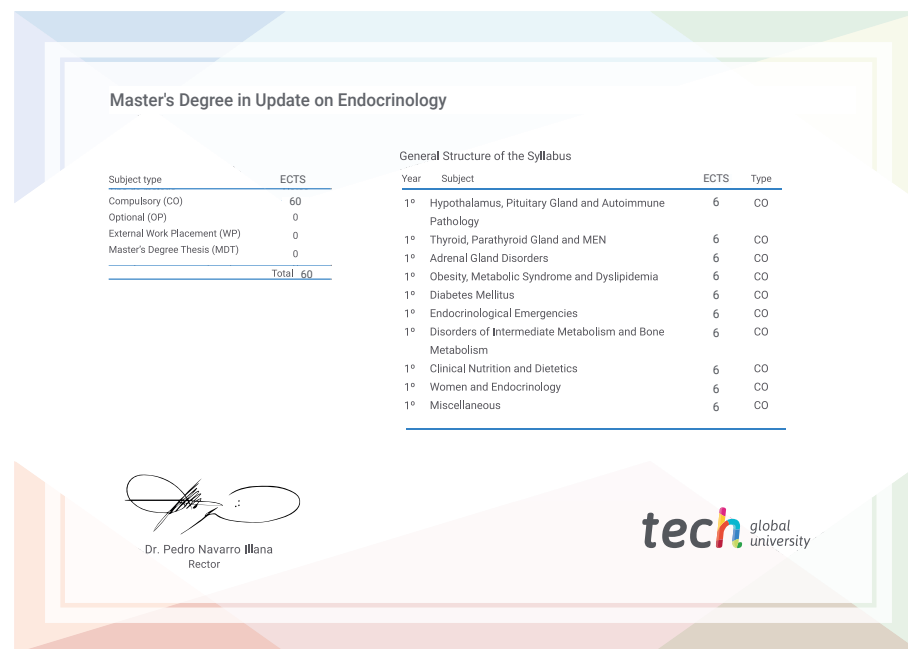 Master's Degree in Update on Endocrinology
Subject type ECTS
Compulsory (CO) 60
Optional (OP) 0
External Work Placement (WP) 0
Master's Degree Thesis (MDT) 0
Total 60
General Structure of the Syllabus
Year Subject ECTS Type
1º Hypothalamus, Pituitary Gland and Autoimmune 6 CO
Pathology
1º Thyroid, Parathyroid Gland and MEN 6 CO
1º Adrenal Gland Disorders 6 CO
1º Obesity, Metabolic Syndrome and Dyslipidemia 6 CO
1º Diabetes Mellitus 6 CO
1º Endocrinological Emergencies 6 CO
1º Disorders of Intermediate Metabolism and Bone 6 CO
Metabolism
1º Clinical Nutrition and Dietetics 6 CO
1º Women and Endocrinology 6 CO
1º Miscellaneous 6 CO
Dr. Pedro Navarro Illana
Rector
tech global
university